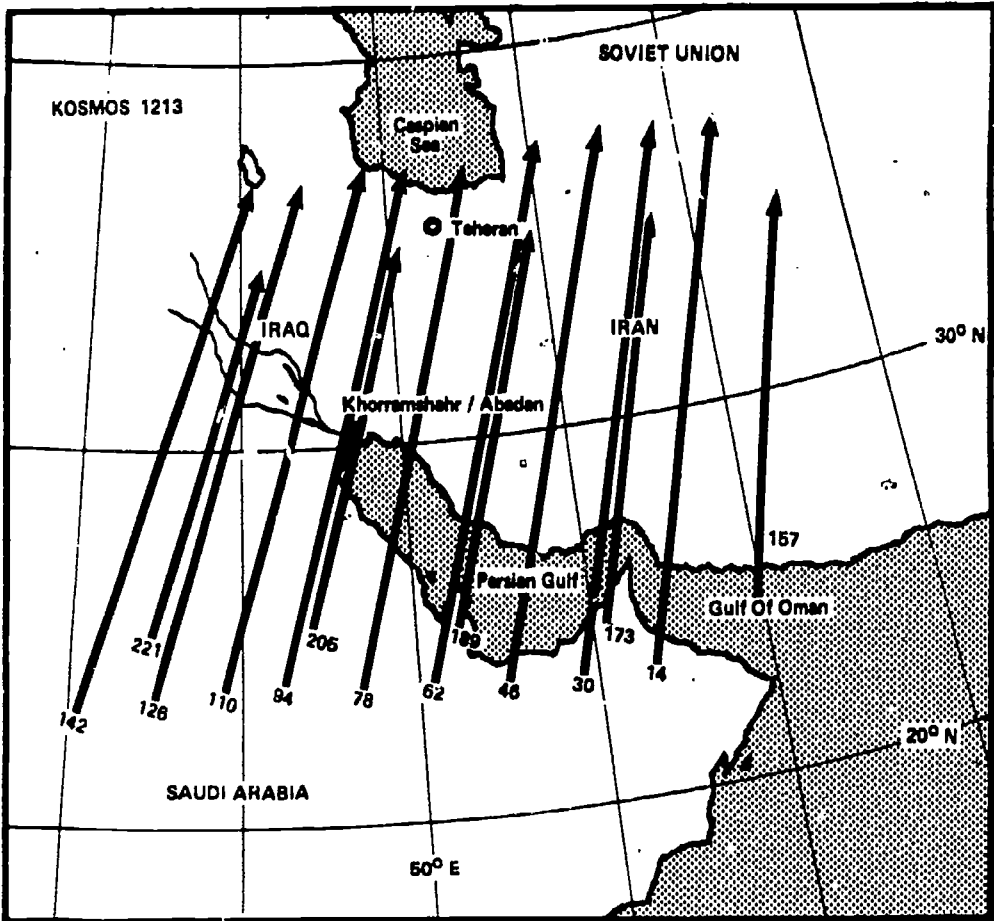 SOVIET UNION
KOSMOS 1213
Caspian
Sea
Teheran
IRAQ
IRAN
30° N
Khorramshahr / Abadan
157
Persian Gulf
Gulf Of Oman
221
206
189
173
142
126
110
94
78
62
46
30
14
20° N
SAUDI ARABIA
50° E